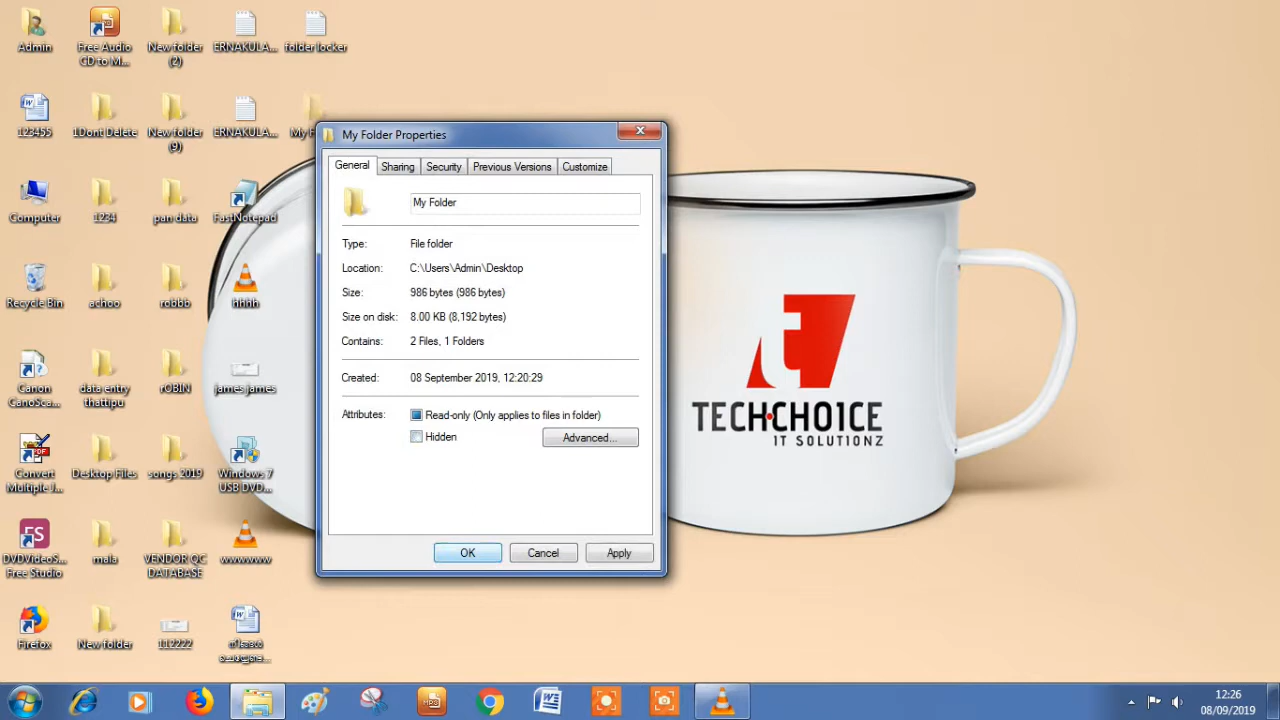 Admin
Free Audio
CD to M...
New folder
(2)
ERNAKULA...
folder locker
123455
1Dont Delete
New folder
(9)
ERNAKULA...
My F
Computer
1234
pan data
FastNotepad
Recycle Bin
achoo
robbb
hhhh
Canon
CanoSca...
data entry
thattipu
rOBIN
james james
Convert
Multiple J...
Desktop Files
songs 2019
Windows 7
USB DVD...
DVDVideoS...
Free Studio
mala
VENDOR QC
DATABASE
wwwwww
Firefox
New folder
112222
My Folder Properties
General
Sharing
Security
Previous Versions
Customize
My Folder
Type: File folder
Location: C:\Users\Admin\Desktop
Size: 986 bytes (986 bytes)
Size on disk: 8.00 KB (8,192 bytes)
Contains: 2 Files, 1 Folders
Created: 08 September 2019, 12:20:29
Attributes: Read-only (Only applies to files in folder)
Hidden
Advanced...
OK
Cancel
Apply
TECHCHOICE
IT SOLUTIONZ
12:26
08/09/2019